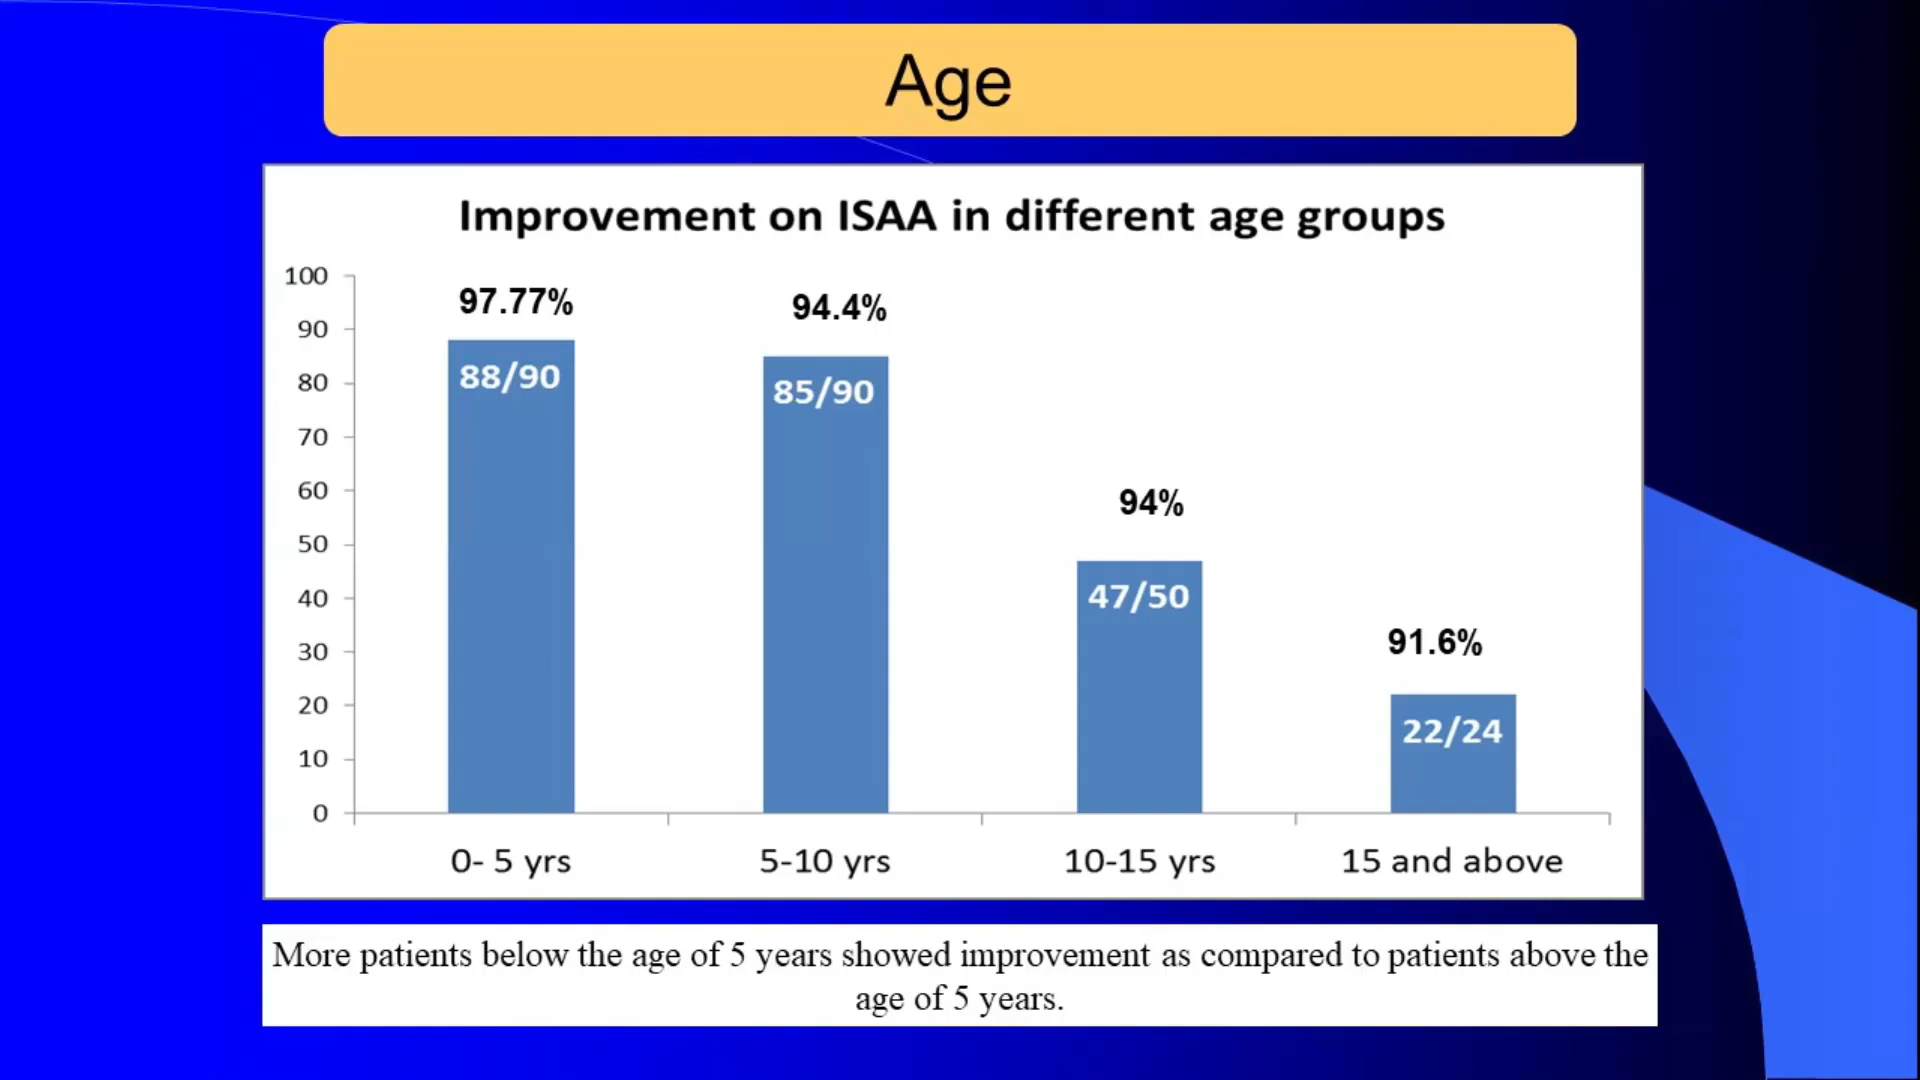 Age
Improvement on ISAA in different age groups
100
90
80
70
60
50
40
30
20
10
0
97.77%
94.4%
94%
91.6%
88/90
85/90
47/50
22/24
0- 5 yrs
5-10 yrs
10-15 yrs
15 and above
More patients below the age of 5 years showed improvement as compared to patients above the
age of 5 years.